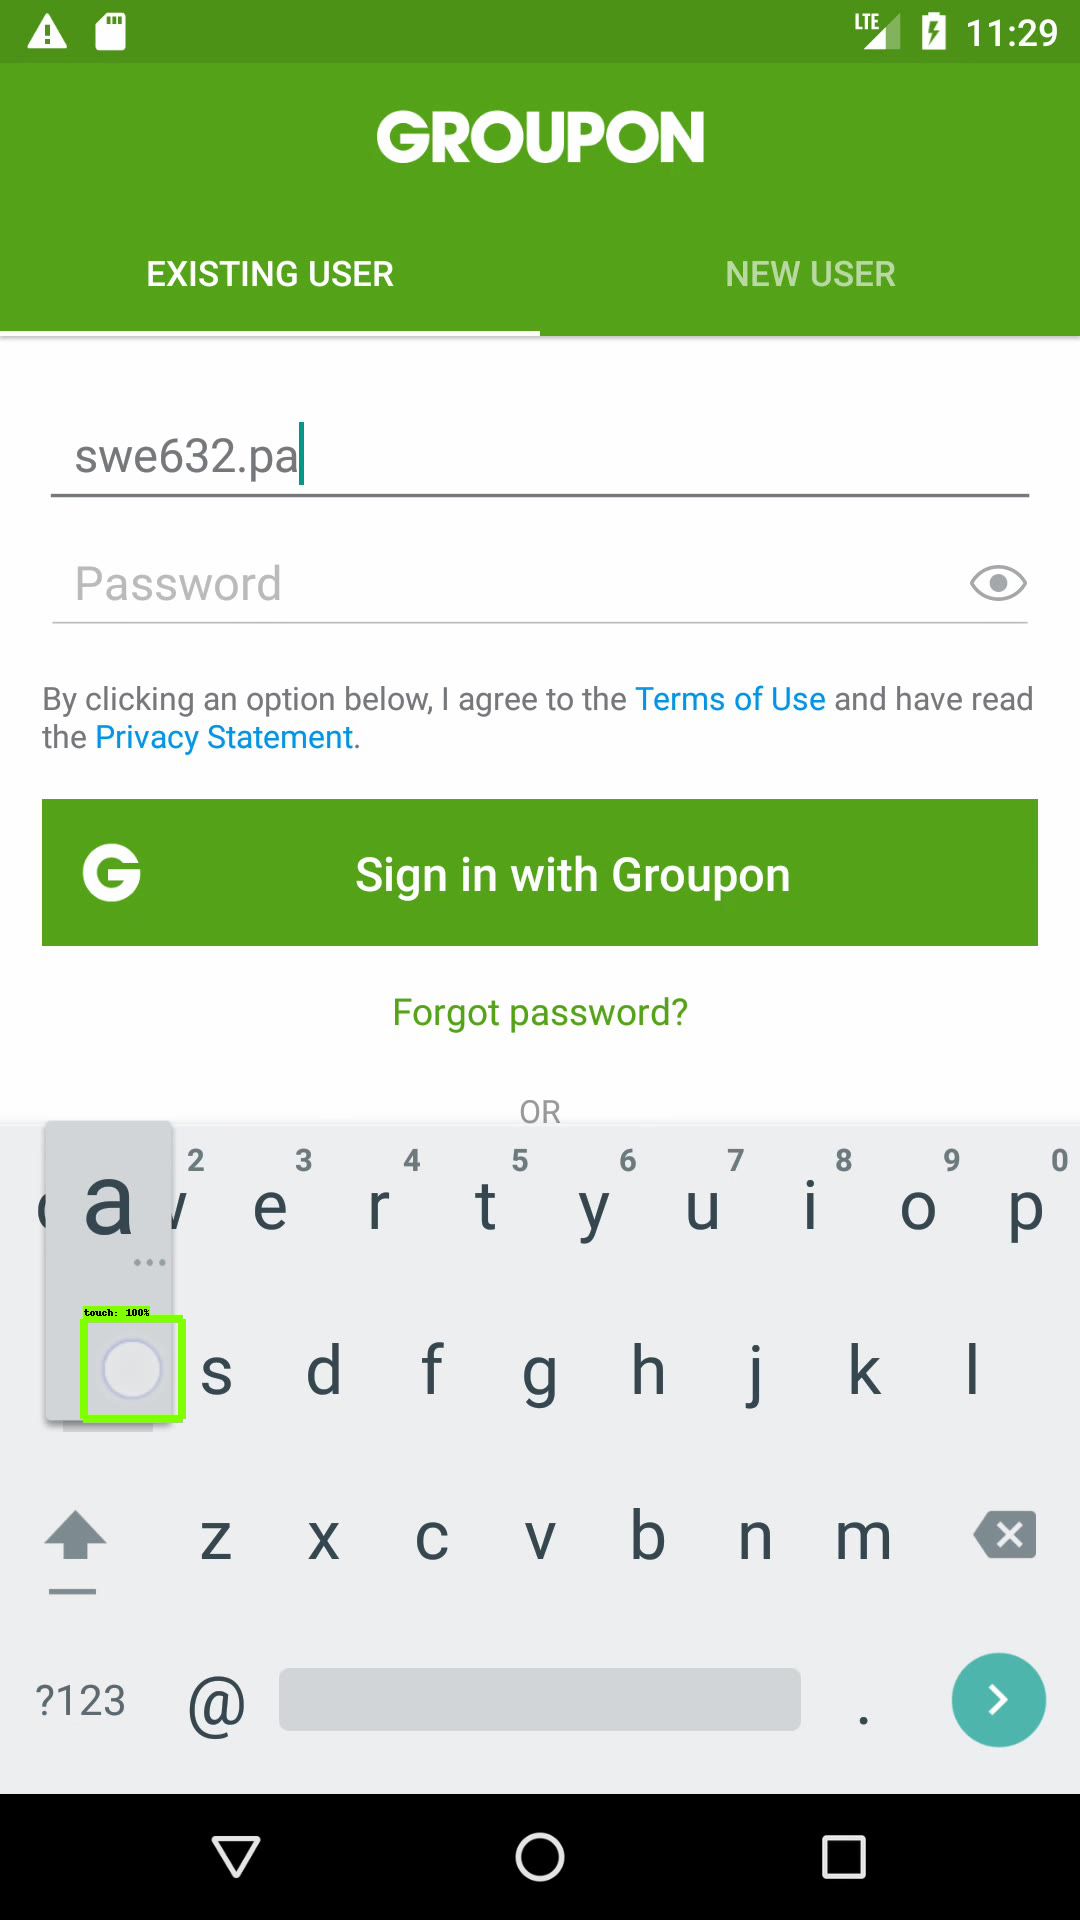 LTE 11:29
GROUPON
EXISTING USER NEW USER
swe632.pa
Password
By clicking an option below, I agree to the Terms of Use and have read
the Privacy Statement.
G Sign in with Groupon
Forgot password?
OR
2 3 4 5 6 7 8 9 0
a e r t y u i o p
touch: 100%
s d f g h j k l
z x c v b n m
?123 @ .